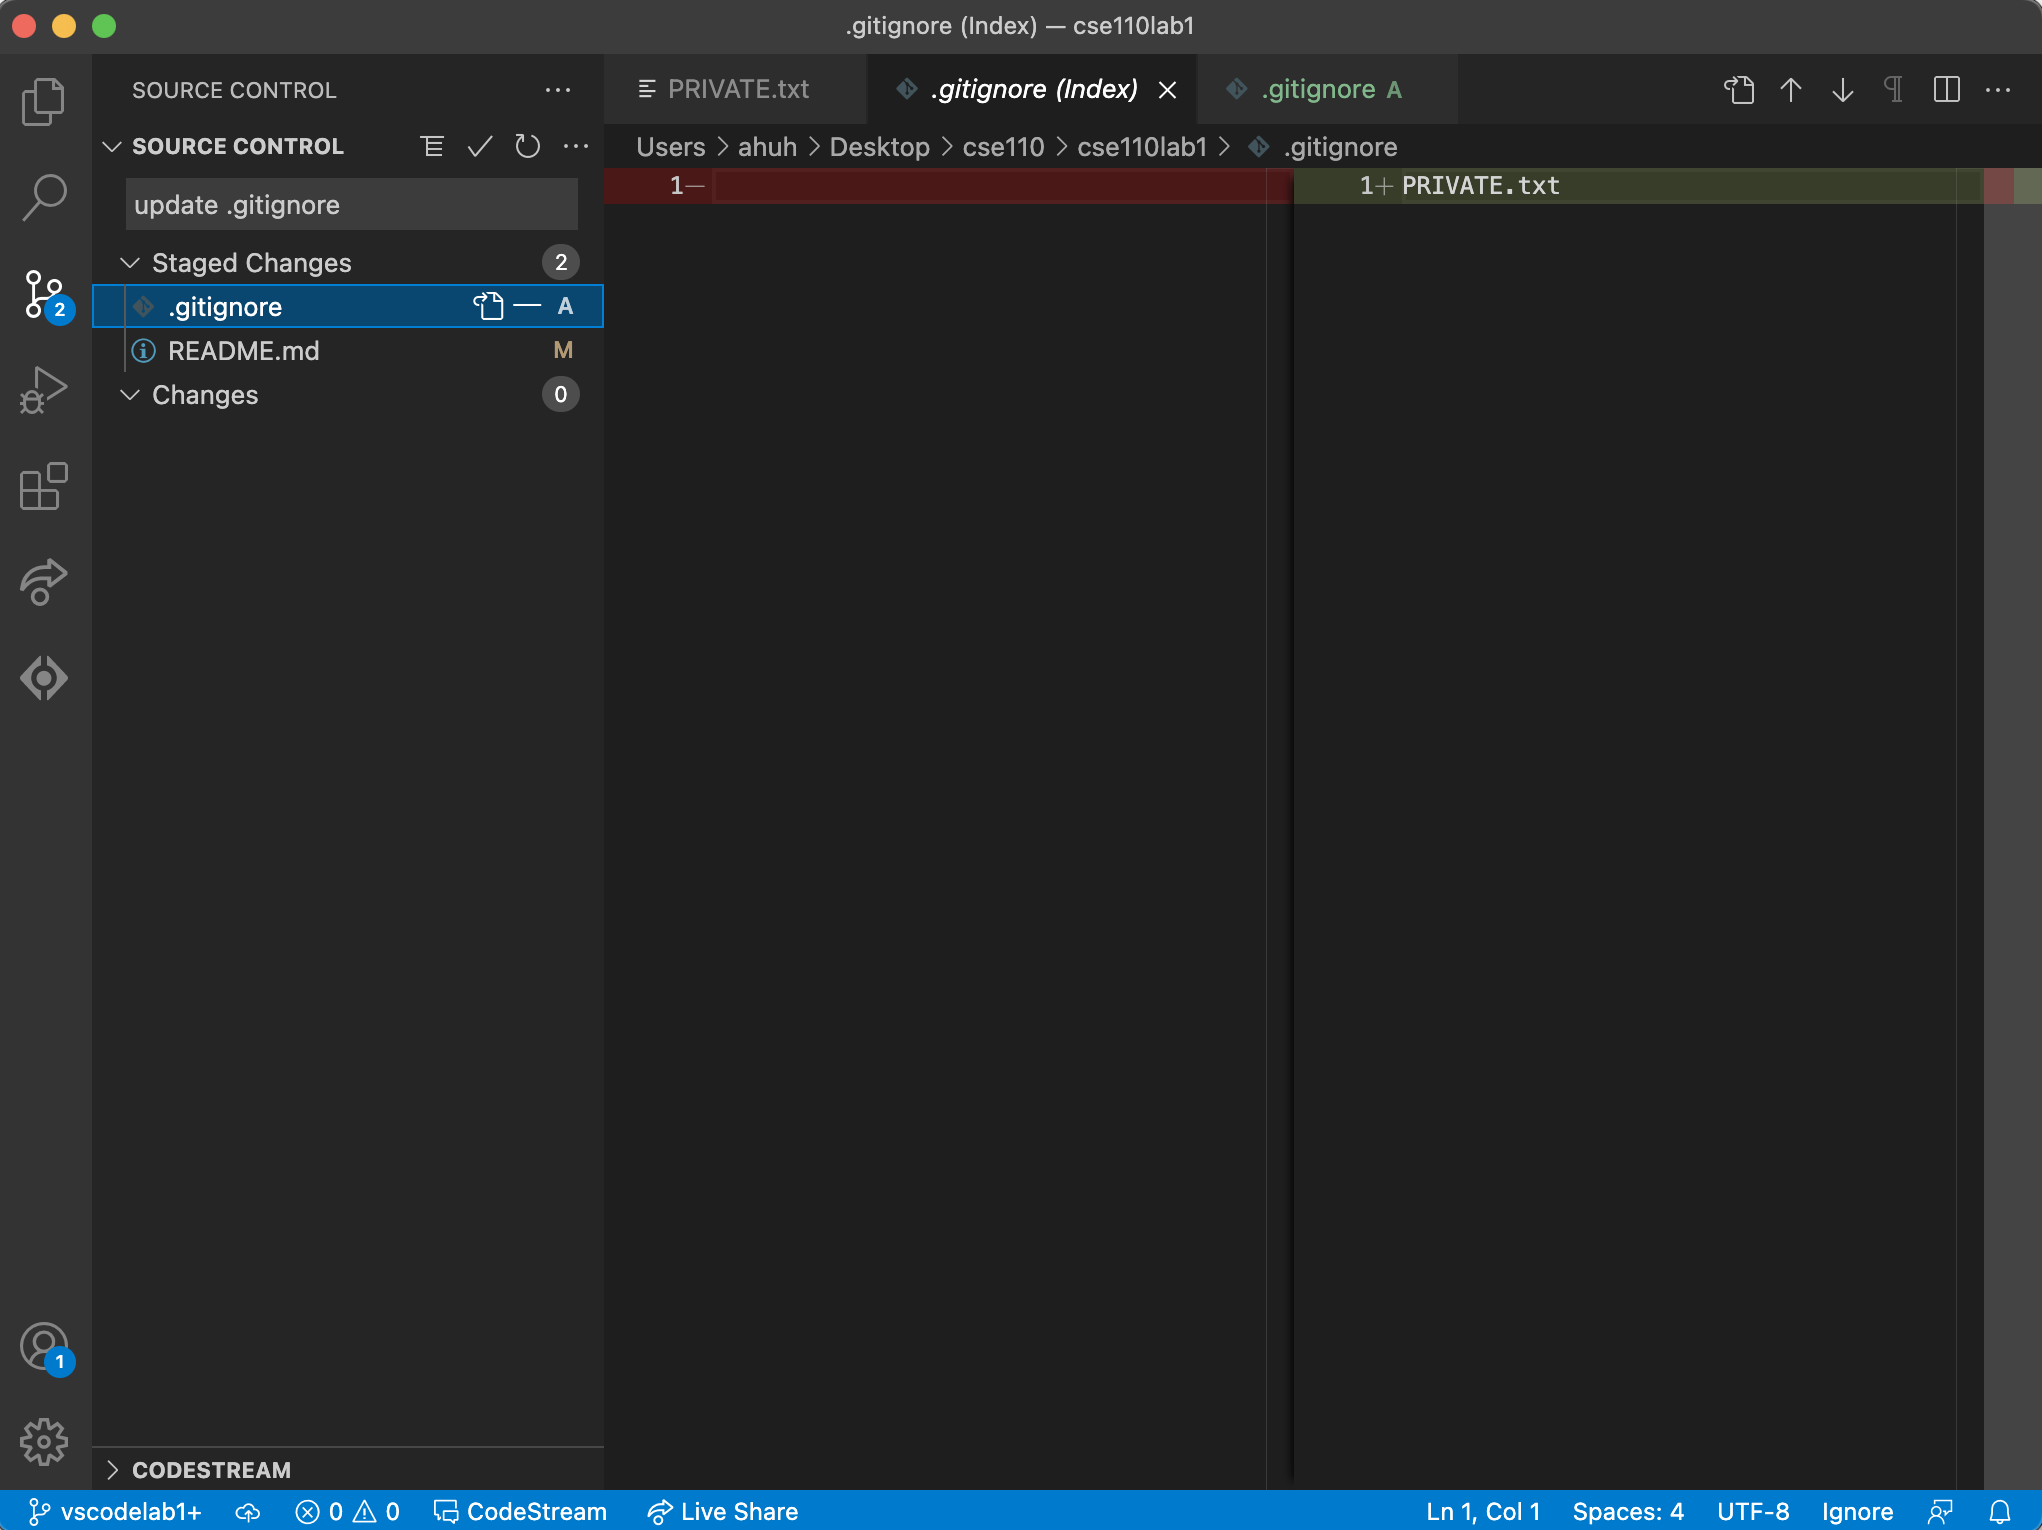 .gitignore (Index) — cse110lab1
SOURCE CONTROL
PRIVATE.txt
.gitignore (Index)
.gitignore A
SOURCE CONTROL
Users > ahuh > Desktop > cse110 > cse110lab1 > .gitignore
update .gitignore
1—
1+ PRIVATE.txt
Staged Changes 2
.gitignore A
README.md M
Changes 0
2
1
CODESTREAM
vscodelab1+ 0 0 CodeStream Live Share Ln 1, Col 1 Spaces: 4 UTF-8 Ignore